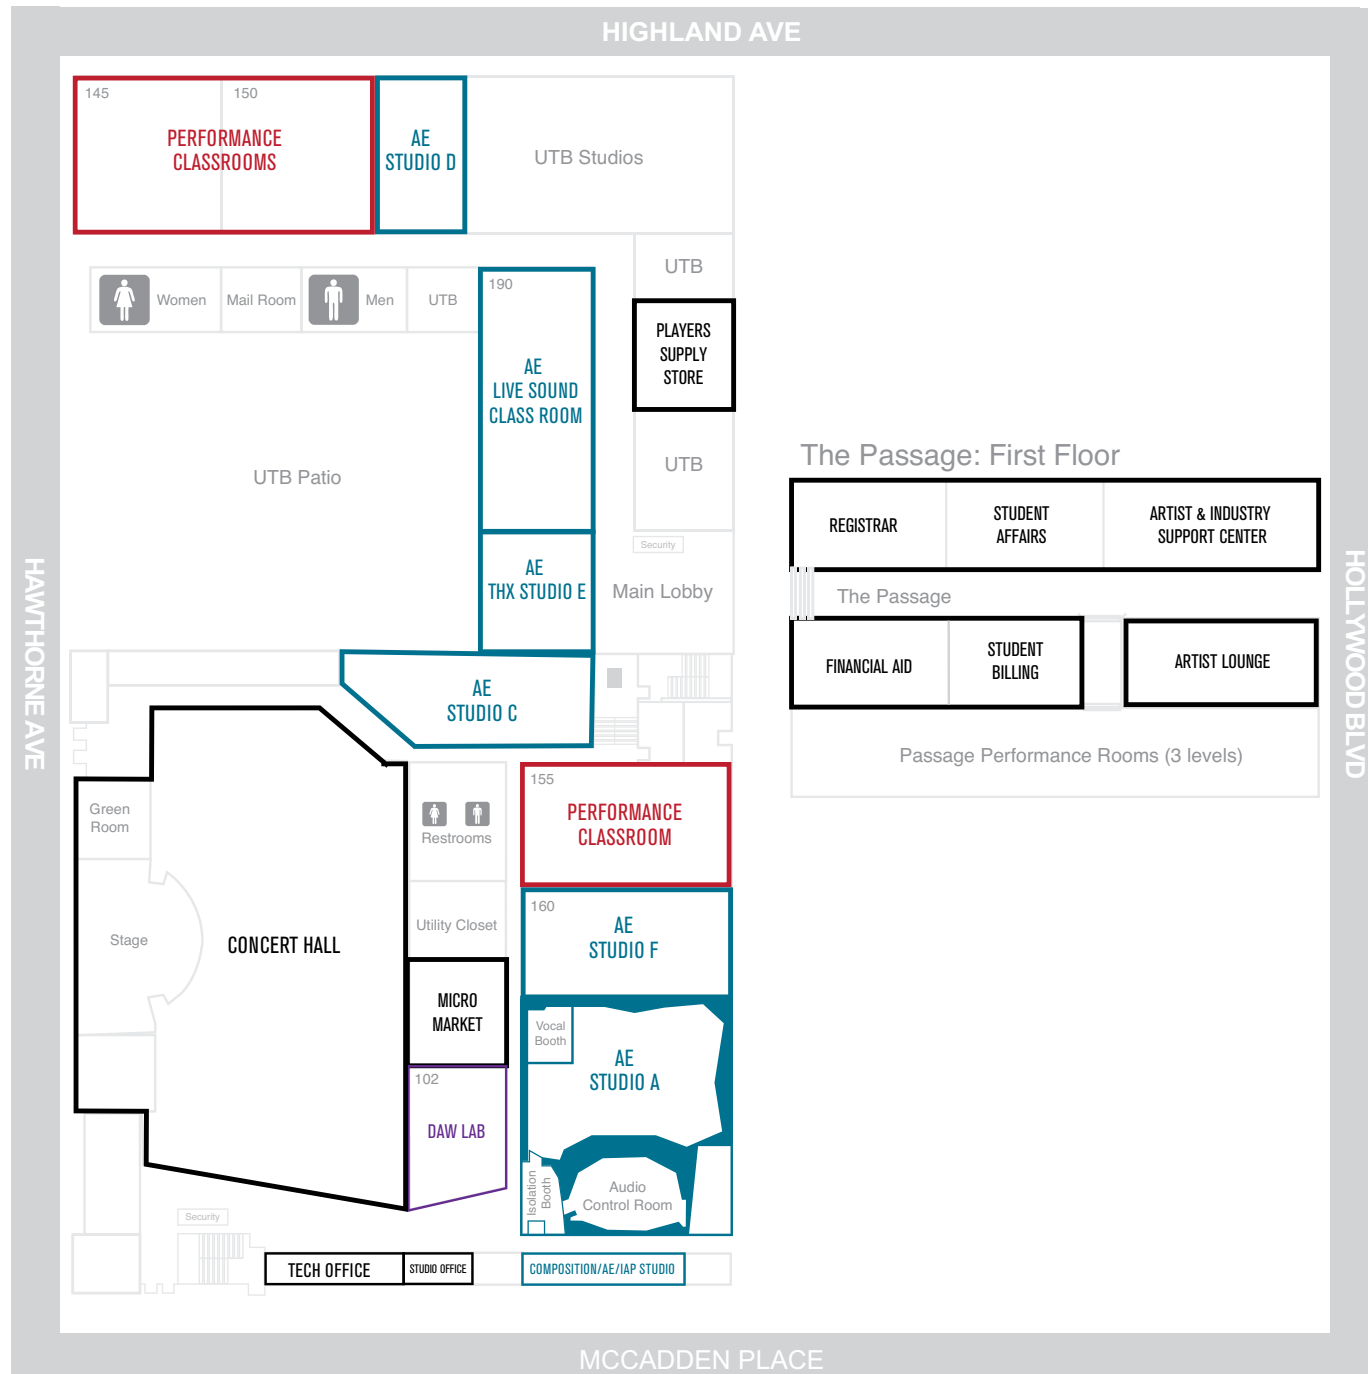 HIGHLAND AVE
145
150
PERFORMANCE
CLASSROOMS
AE
STUDIO D
UTB Studios
Women
Mail Room
Men
UTB
190
AE
LIVE SOUND
CLASS ROOM
UTB
PLAYERS
SUPPLY
STORE
UTB
UTB Patio
Security
AE
THX STUDIO E
Main Lobby
AE
STUDIO C
HAWTHORNE AVE
The Passage: First Floor
REGISTRAR
STUDENT
AFFAIRS
ARTIST & INDUSTRY
SUPPORT CENTER
The Passage
FINANCIAL AID
STUDENT
BILLING
ARTIST LOUNGE
Passage Performance Rooms (3 levels)
HOLLYWOOD BLVD
Green
Room
Stage
CONCERT HALL
Restrooms
Utility Closet
MICRO
MARKET
102
DAW LAB
155
PERFORMANCE
CLASSROOM
160
AE
STUDIO F
Vocal
Booth
AE
STUDIO A
Isolation
Booth
Audio
Control Room
Security
TECH OFFICE
STUDIO OFFICE
COMPOSITION/AE/IAP STUDIO
MCCADDEN PLACE